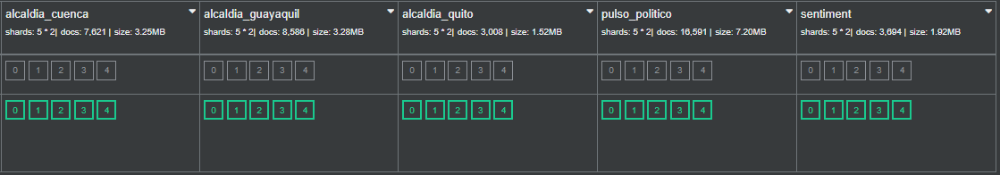 alcaldia_cuenca alcaldia_guayaquil alcaldia_quito pulso_politico sentiment
shards: 5 * 2| docs: 7,621 | size: 3.25MB shards: 5 * 2| docs: 8,586 | size: 3.28MB shards: 5 * 2| docs: 3,008 | size: 1.52MB shards: 5 * 2| docs: 16,591 | size: 7.20MB shards: 5 * 2| docs: 3,694 | size: 1.92MB
0 1 2 3 4 0 1 2 3 4 0 1 2 3 4 0 1 2 3 4 0 1 2 3 4
0 1 2 3 4 0 1 2 3 4 0 1 2 3 4 0 1 2 3 4 0 1 2 3 4